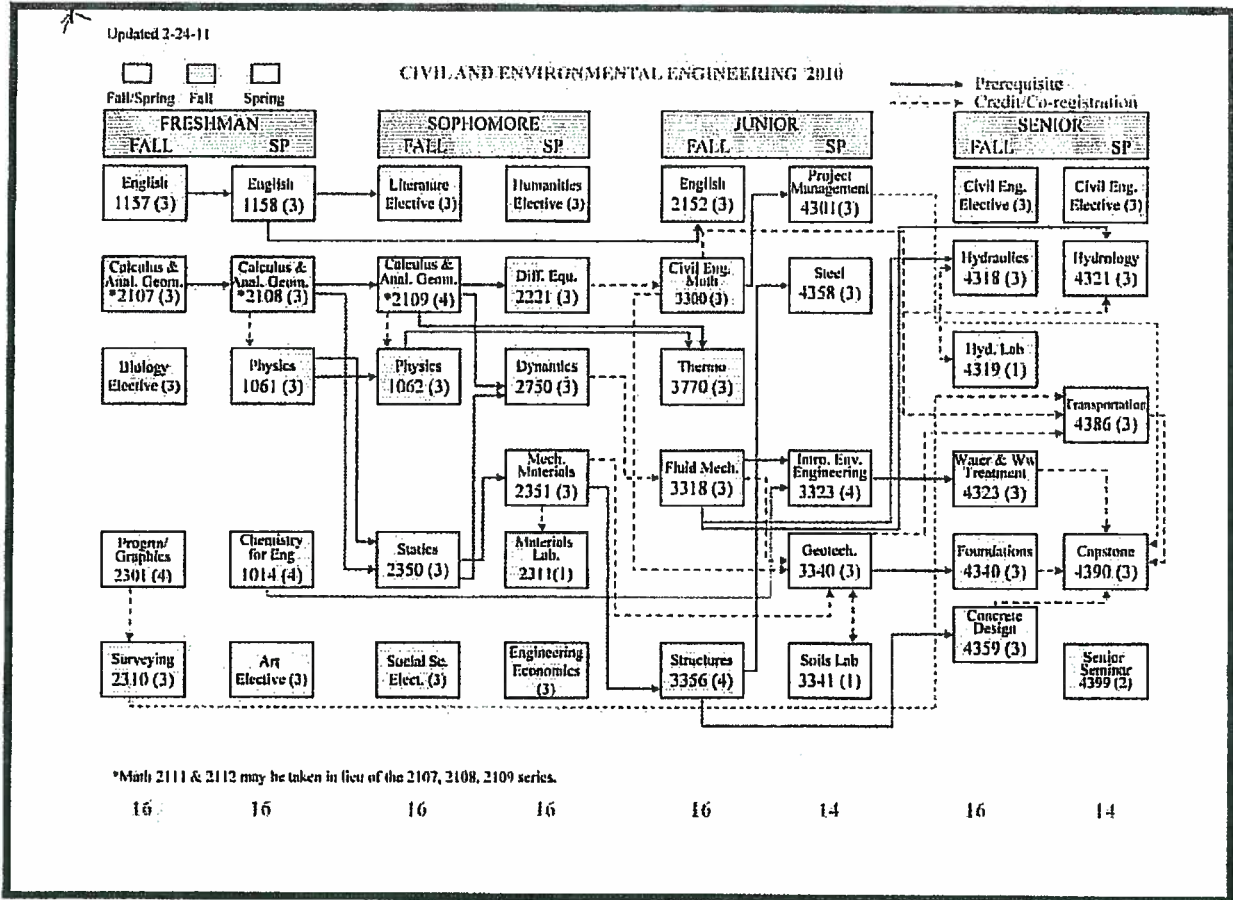 Updated 2-24-11
Fall/Spring Fall Spring
CIVIL AND ENVIRONMENTAL ENGINEERING 2010
Prerequisite
Credit/Co-registration
FRESHMAN
FALL SP
SOPHOMORE
FALL SP
JUNIOR
FALL SP
SENIOR
FALL SP
English
1157 (3)
English
1158 (3)
Literature
Elective (3)
Humanities
Elective (3)
English
2152 (3)
Project
Management
4301(3)
Civil Eng.
Elective (3)
Civil Eng.
Elective (3)
Calculus &
Anal. Geom.
*2107 (3)
Calculus &
Anal. Geom.
*2108 (3)
Calculus &
Anal. Geom.
*2109 (4)
Diff. Equ.
2221 (3)
Civil Eng.
Math
3300 (3)
Steel
4358 (3)
Hydraulics
4318 (3)
Hydrology
4321 (3)
Biology
Elective (3)
Physics
1061 (3)
Physics
1062 (3)
Dynamics
2750 (3)
Thermo
3770 (3)
Hyd. Lab
4319 (1)
Transportation
4386 (3)
Mech.
Materials
2351 (3)
Fluid Mech.
3318 (3)
Intro. Env.
Engineering
3323 (4)
Water & Ww
Treatment
4323 (3)
Progrm/
Graphics
2301 (4)
Chemistry
for Eng
1014 (4)
Statics
2350 (3)
Materials
Lab.
2311(1)
Geotech.
3340 (3)
Foundations
4340 (3)
Capstone
4390 (3)
Surveying
2310 (3)
Art
Elective (3)
Social Sc.
Elect. (3)
Engineering
Economics
(3)
Structures
3356 (4)
Soils Lab
3341 (1)
Concrete
Design
4359 (3)
Senior
Seminar
4399 (2)
*Math 2111 & 2112 may be taken in lieu of the 2107, 2108, 2109 series.
16 16 16 16 16 14 16 14